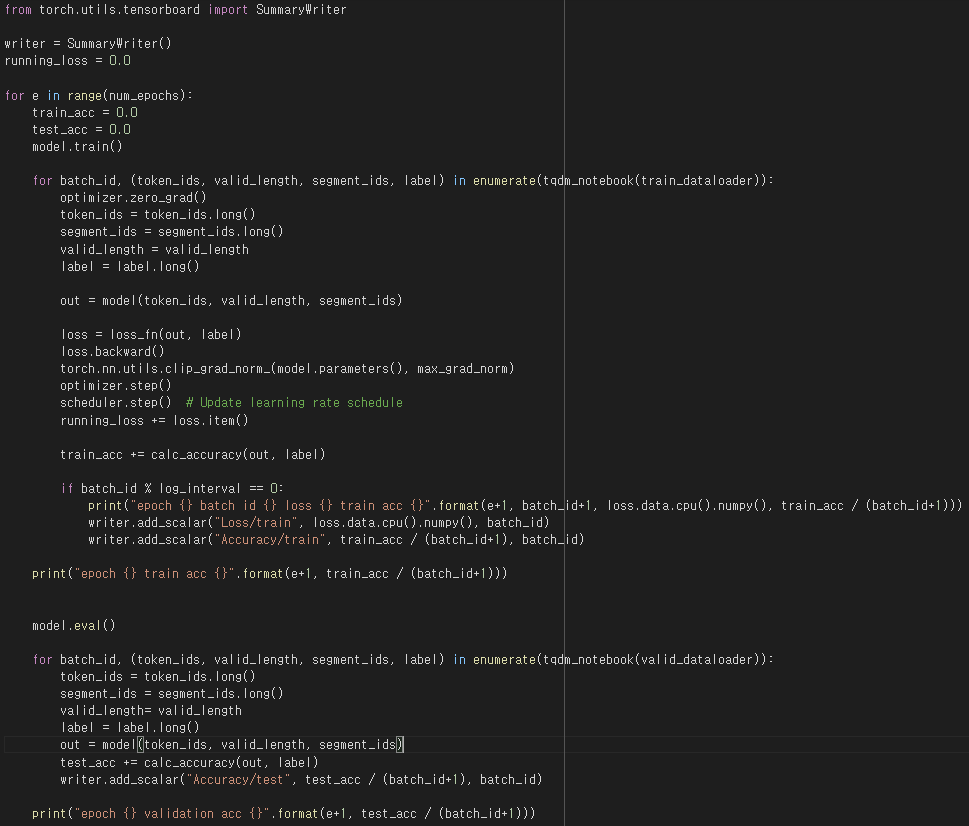 from torch.utils.tensorboard import SummaryWriter
writer = SummaryWriter()
running_loss = 0.0
for e in range(num_epochs):
    train_acc = 0.0
    test_acc = 0.0
    model.train()
    for batch_id, (token_ids, valid_length, segment_ids, label) in enumerate(tqdm_notebook(train_dataloader)):
        optimizer.zero_grad()
        token_ids = token_ids.long()
        segment_ids = segment_ids.long()
        valid_length = valid_length
        label = label.long()
        out = model(token_ids, valid_length, segment_ids)
        loss = loss_fn(out, label)
        loss.backward()
        torch.nn.utils.clip_grad_norm_(model.parameters(), max_grad_norm)
        optimizer.step()
        scheduler.step()  # Update learning rate schedule
        running_loss += loss.item()
        train_acc += calc_accuracy(out, label)
        if batch_id % log_interval == 0:
            print("epoch {} batch id {} loss {} train acc {}".format(e+1, batch_id+1, loss.data.cpu().numpy(), train_acc / (batch_id+1)))
            writer.add_scalar("Loss/train", loss.data.cpu().numpy(), batch_id)
            writer.add_scalar("Accuracy/train", train_acc / (batch_id+1), batch_id)
    print("epoch {} train acc {}".format(e+1, train_acc / (batch_id+1)))
    model.eval()
    for batch_id, (token_ids, valid_length, segment_ids, label) in enumerate(tqdm_notebook(valid_dataloader)):
        token_ids = token_ids.long()
        segment_ids = segment_ids.long()
        valid_length= valid_length
        label = label.long()
        out = model(token_ids, valid_length, segment_ids)
        test_acc += calc_accuracy(out, label)
        writer.add_scalar("Accuracy/test", test_acc / (batch_id+1), batch_id)
    print("epoch {} validation acc {}".format(e+1, test_acc / (batch_id+1)))